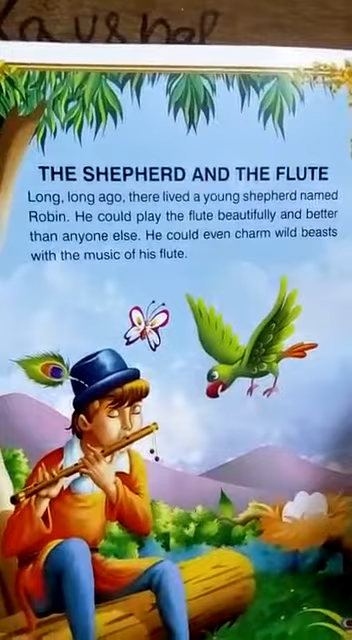 Kaushal
THE SHEPHERD AND THE FLUTE
Long, long ago, there lived a young shepherd named
Robin. He could play the flute beautifully and better
than anyone else. He could even charm wild beasts
with the music of his flute.